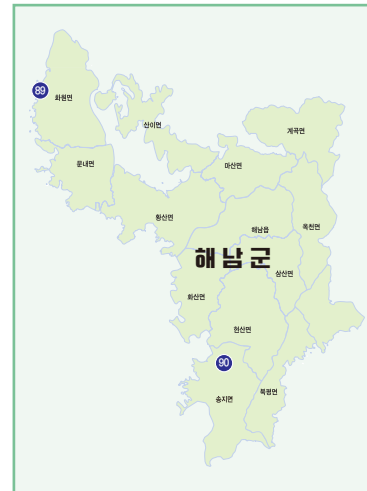 89
화원면
산이면
계곡면
문내면
마산면
황산면
해남읍
옥천면
해남군
삼산면
화산면
현산면
90
송지면
북평면